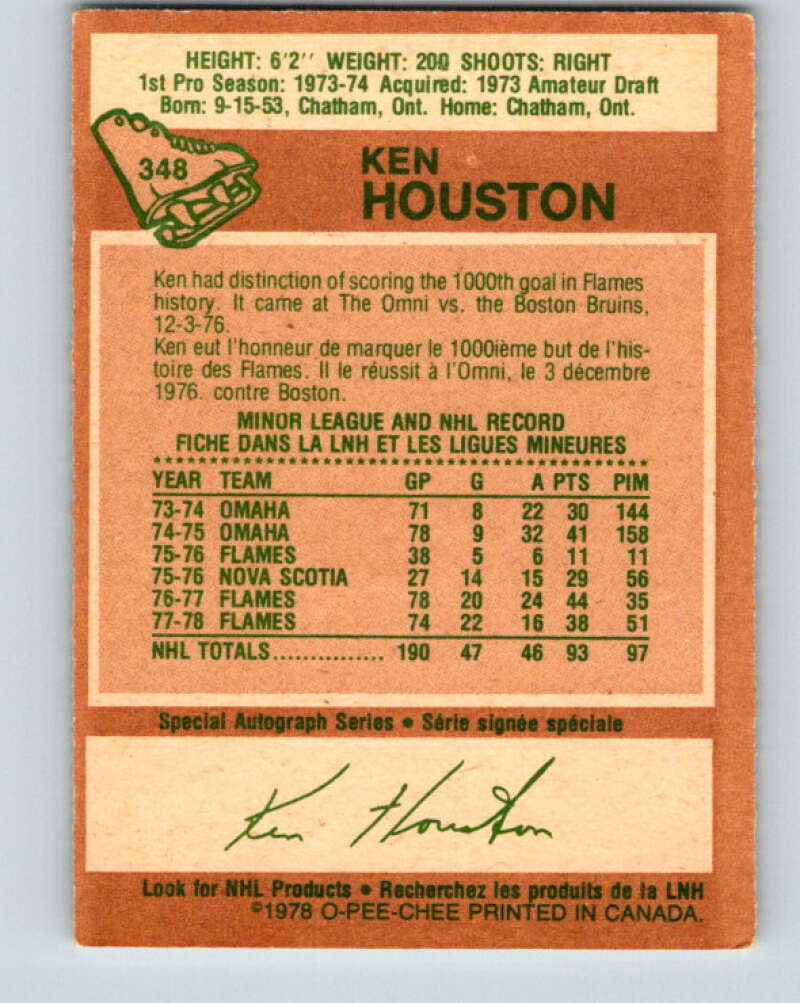 HEIGHT: 6'2'' WEIGHT: 200 SHOOTS: RIGHT
1st Pro Season: 1973-74 Acquired: 1973 Amateur Draft
Born: 9-15-53, Chatham, Ont. Home: Chatham, Ont.
348
KEN
HOUSTON
Ken had distinction of scoring the 1000th goal in Flames
history. It came at The Omni vs. the Boston Bruins,
12-3-76.
Ken eut l'honneur de marquer le 1000ième but de l'his-
toire des Flames. Il le réussit à l'Omni, le 3 décembre
1976. contre Boston.
MINOR LEAGUE AND NHL RECORD
FICHE DANS LA LNH ET LES LIGUES MINEURES
YEAR TEAM GP G A PTS PIM
73-74 OMAHA 71 8 22 30 144
74-75 OMAHA 78 9 32 41 158
75-76 FLAMES 38 5 6 11 11
75-76 NOVA SCOTIA 27 14 15 29 56
76-77 FLAMES 78 20 24 44 35
77-78 FLAMES 74 22 16 38 51
NHL TOTALS............... 190 47 46 93 97
Special Autograph Series • Série signée spéciale
Ken Houston
Look for NHL Products • Recherchez les produits de la LNH
©1978 O-PEE-CHEE PRINTED IN CANADA.